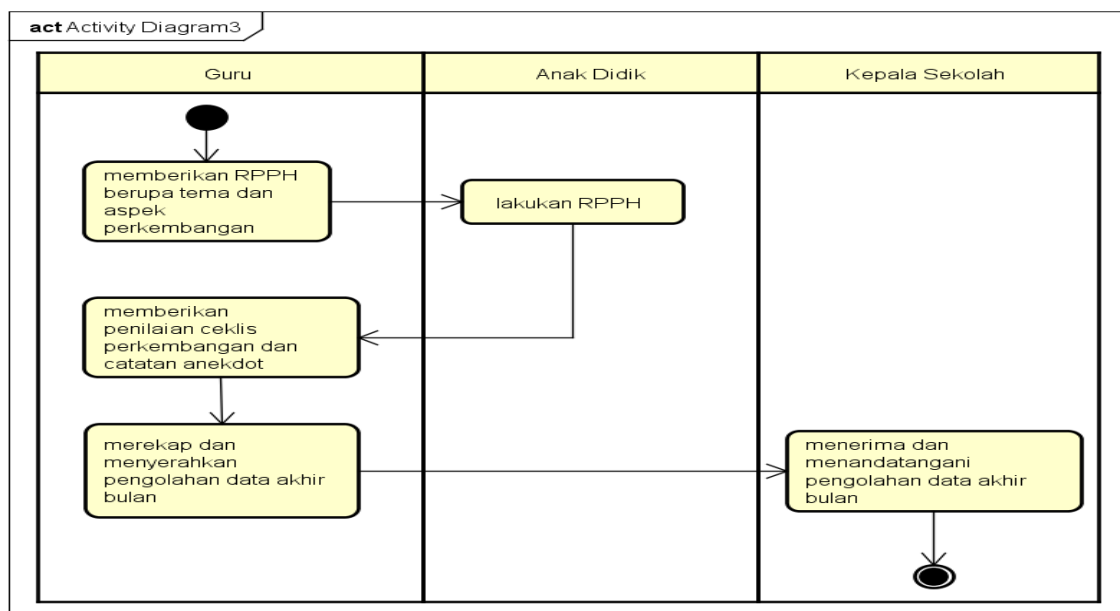 act Activity Diagram3
Guru
Anak Didik
Kepala Sekolah
memberikan RPPH
berupa tema dan
aspek
perkembangan
lakukan RPPH
memberikan
penilaian ceklis
perkembangan dan
catatan anekdot
merekap dan
menyerahkan
pengolahan data akhir
bulan
menerima dan
menandatangani
pengolahan data akhir
bulan